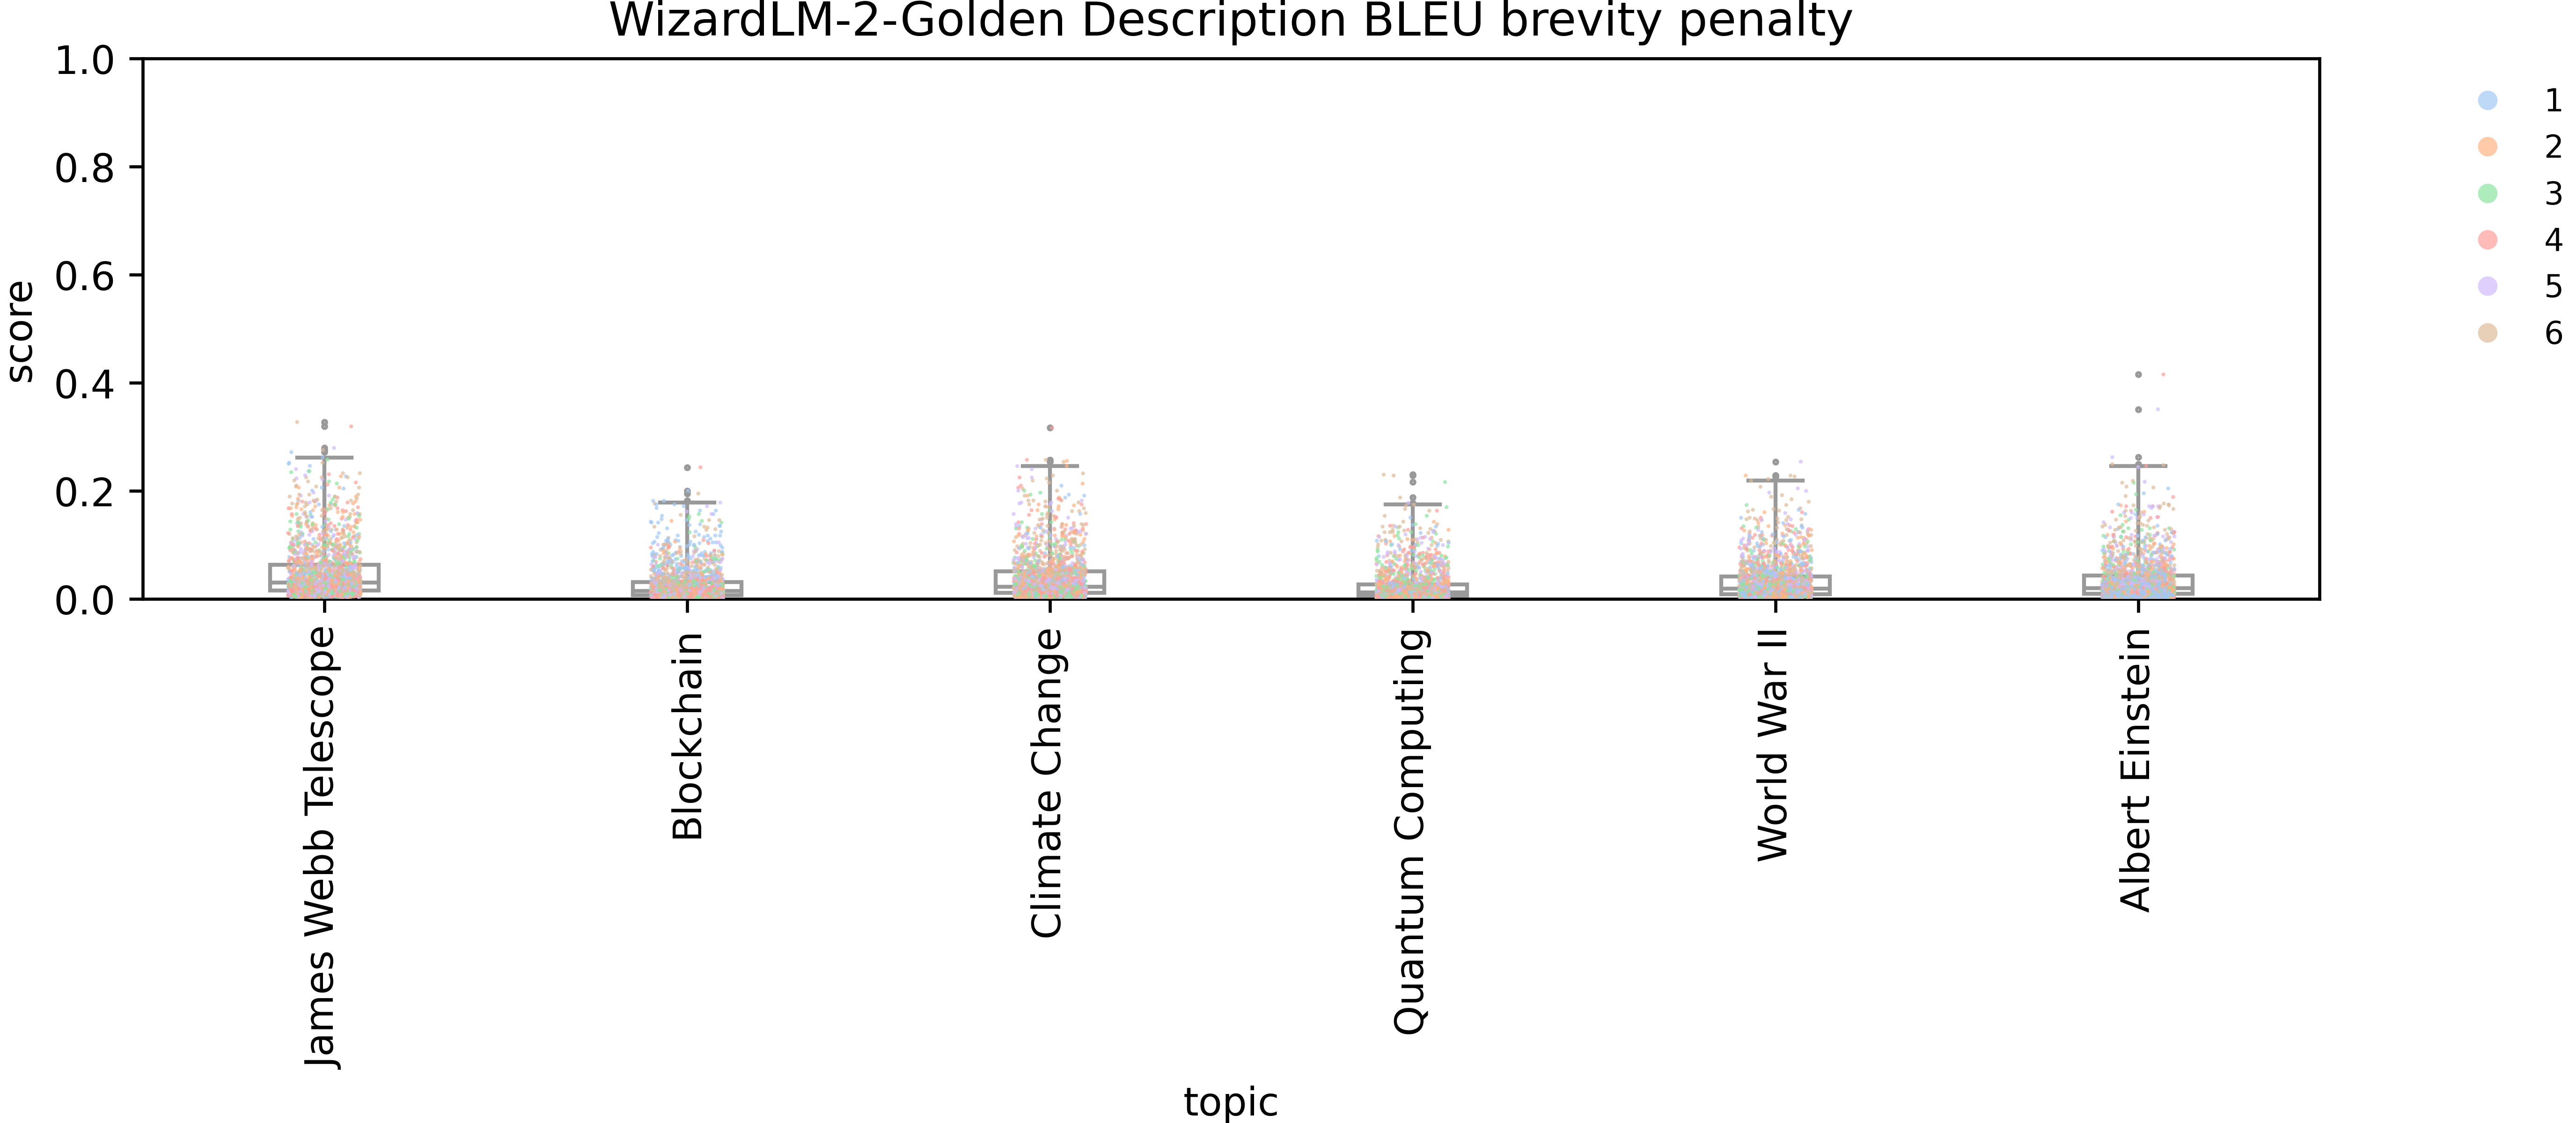 WizardLM-2-Golden Description BLEU brevity penalty
1.0
0.8
0.6
0.4
0.2
0.0
score
James Webb Telescope
Blockchain
Climate Change
Quantum Computing
World War II
Albert Einstein
topic
1
2
3
4
5
6